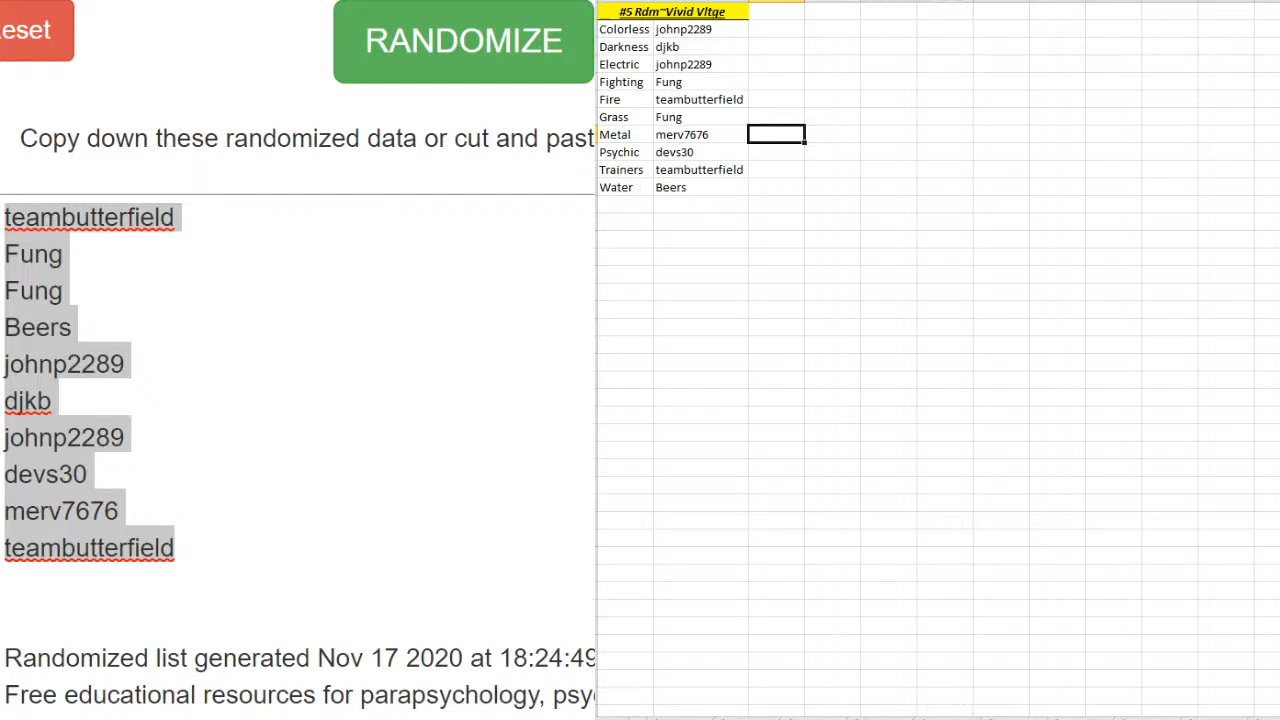 eset
RANDOMIZE
Copy down these randomized data or cut and past
teambutterfield
Fung
Fung
Beers
johnp2289
djkb
johnp2289
devs30
merv7676
teambutterfield
Randomized list generated Nov 17 2020 at 18:24:49
Free educational resources for parapsychology, psy
#5 Rdm~Vivid Vltge
Colorless johnp2289
Darkness djkb
Electric johnp2289
Fighting Fung
Fire teambutterfield
Grass Fung
Metal merv7676
Psychic devs30
Trainers teambutterfield
Water Beers